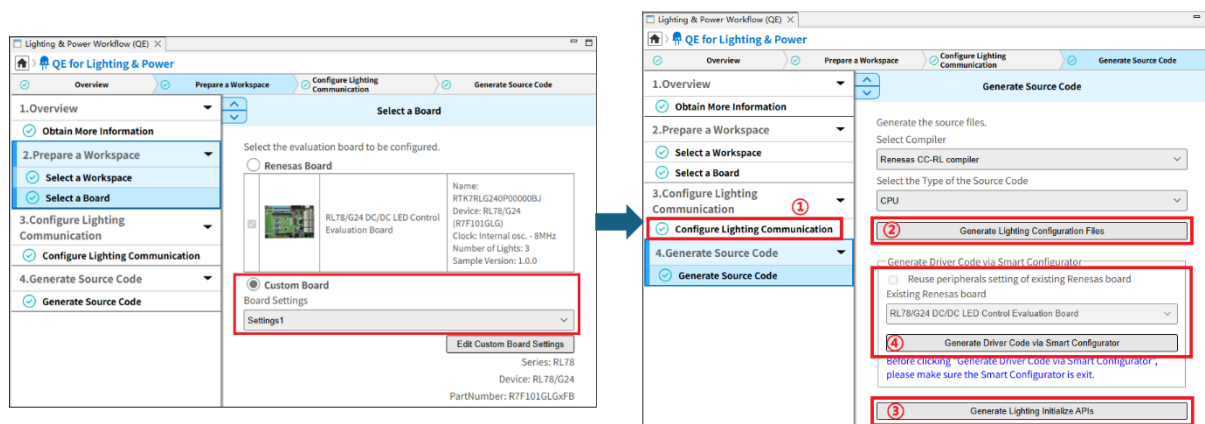 Lighting & Power Workflow (QE)
QE for Lighting & Power
Overview
Prepare a Workspace
Configure Lighting
Communication
Generate Source Code
1.Overview
Obtain More Information
2.Prepare a Workspace
Select a Workspace
Select a Board
3.Configure Lighting
Communication
Configure Lighting Communication
4.Generate Source Code
Generate Source Code
Select a Board
Select the evaluation board to be configured.
Renesas Board
RL78/G24 DC/DC LED Control
Evaluation Board
Name:
RTK7RLG240P00000BJ
Device: RL78/G24
(R7F101GLG)
Clock: Internal osc. - 8MHz
Number of Lights: 3
Sample Version: 1.0.0
Custom Board
Board Settings
Settings1
Edit Custom Board Settings
Series: RL78
Device: RL78/G24
PartNumber: R7F101GLGxFB
Lighting & Power Workflow (QE)
QE for Lighting & Power
Overview
Prepare a Workspace
Configure Lighting
Communication
Generate Source Code
1.Overview
Obtain More Information
2.Prepare a Workspace
Select a Workspace
Select a Board
3.Configure Lighting
Communication
①
Configure Lighting Communication
4.Generate Source Code
Generate Source Code
Generate Source Code
Generate the source files.
Select Compiler
Renesas CC-RL compiler
Select the Type of the Source Code
CPU
② Generate Lighting Configuration Files
Generate Driver Code via Smart Configurator
Reuse peripherals setting of existing Renesas board
Existing Renesas board
RL78/G24 DC/DC LED Control Evaluation Board
④ Generate Driver Code via Smart Configurator
Before clicking "Generate Driver Code via Smart Configurator",
please make sure the Smart Configurator is exit.
③ Generate Lighting Initialize APIs